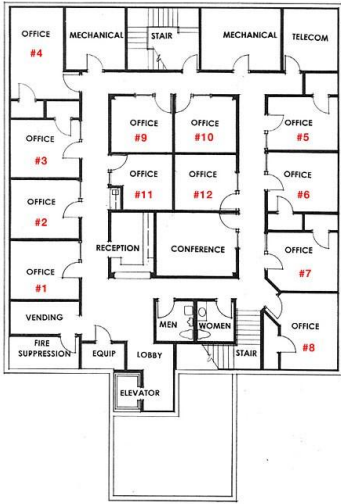 OFFICE
#4
MECHANICAL
STAIR
MECHANICAL
TELECOM
OFFICE
#9
OFFICE
#10
OFFICE
#5
OFFICE
#3
OFFICE
#11
OFFICE
#12
OFFICE
#6
OFFICE
#2
RECEPTION
CONFERENCE
OFFICE
#7
OFFICE
#1
VENDING
MEN
WOMEN
OFFICE
#8
FIRE
SUPPRESSION
EQUIP
LOBBY
STAIR
ELEVATOR